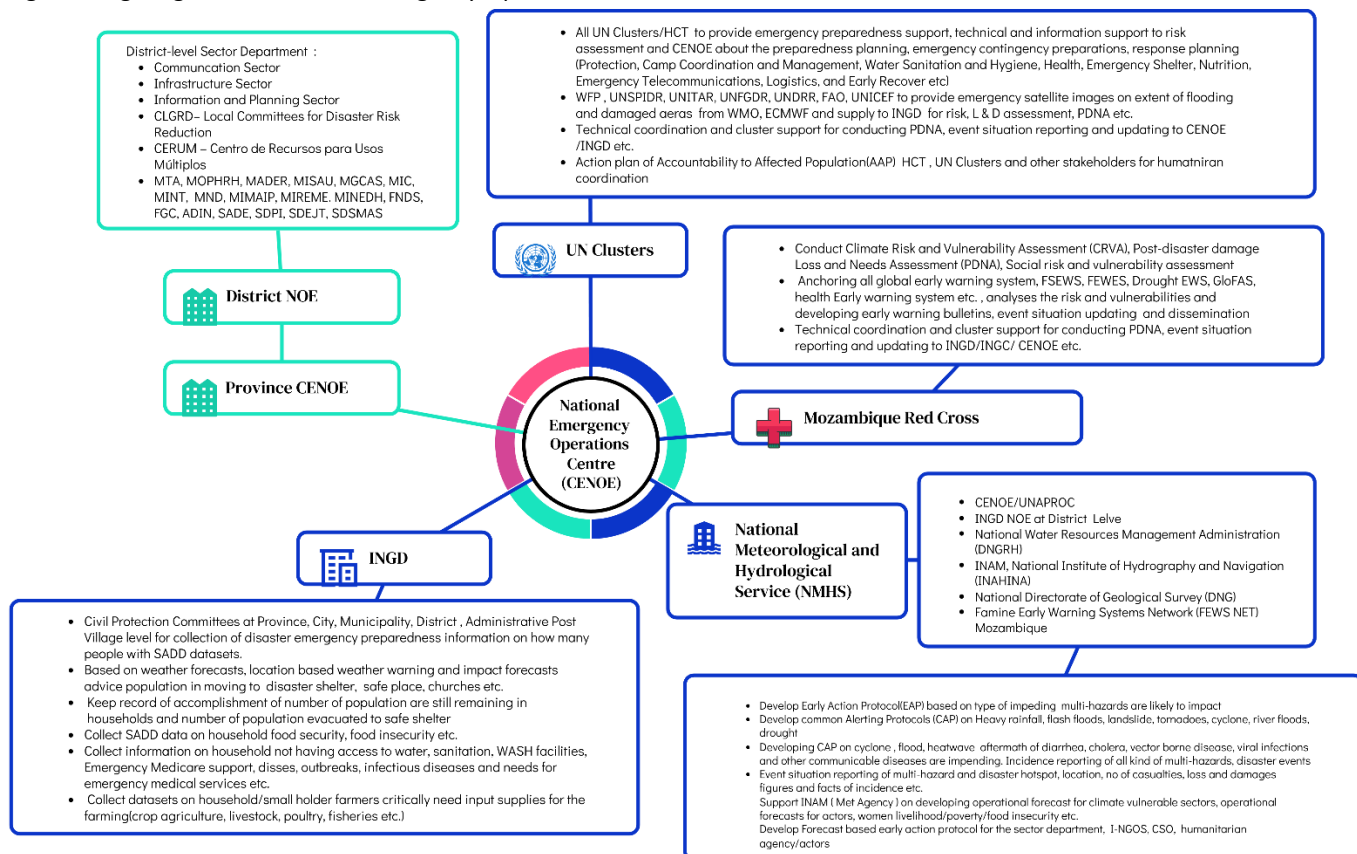 District-level Sector Department :
• Communcation Sector
• Infrastructure Sector
• Information and Planning Sector
• CLGRD– Local Committees for Disaster Risk
Reduction
• CERUM – Centro de Recursos para Usos
Múltiplos
• MTA, MOPHRH, MADER, MISAU, MGCAS, MIC,
MINT, MND, MIMAIP, MIREME. MINEDH, FNDS,
FGC, ADIN, SADE, SDPI, SDEJT, SDSMAS
• All UN Clusters/HCT to provide emergency preparedness support, technical and information support to risk
assessment and CENOE about the preparedness planning, emergency contingency preparations, response planning
(Protection, Camp Coordination and Management, Water Sanitation and Hygiene, Health, Emergency Shelter, Nutrition,
Emergency Telecommunications, Logistics, and Early Recover etc)
• WFP , UNSPIDR, UNITAR, UNFGDR, UNDRR, FAO, UNICEF to provide emergency satellite images on extent of flooding
and damaged aeras from WMO, ECMWF and supply to INGD for risk, L & D assessment, PDNA etc.
• Technical coordination and cluster support for conducting PDNA, event situation reporting and updating to CENOE
/INGD etc.
• Action plan of Accountability to Affected Population(AAP) HCT , UN Clusters and other stakeholders for humatniran
coordination
UN Clusters
District NOE
Province CENOE
• Conduct Climate Risk and Vulnerability Assessment (CRVA), Post-disaster damage
Loss and Needs Assessment (PDNA), Social risk and vulnerability assessment
• Anchoring all global early warning system, FSEWS, FEWES, Drought EWS, GloFAS,
health Early warning system etc. , analyses the risk and vulnerabilities and
developing early warning bulletins, event situation updating and dissemination
• Technical coordination and cluster support for conducting PDNA, event situation
reporting and updating to INGD/INGC/ CENOE etc.
Mozambique Red Cross
National
Emergency
Operations
Centre
(CENOE)
INGD
National
Meteorological and
Hydrological
Service (NMHS)
• CENOE/UNAPROC
• INGD NOE at District Lelve
• National Water Resources Management Administration
(DNGRH)
• INAM, National Institute of Hydrography and Navigation
(INAHINA)
• National Directorate of Geological Survey (DNG)
• Famine Early Warning Systems Network (FEWS NET)
Mozambique
• Civil Protection Committees at Province, City, Municipality, District , Administrative Post
Village level for collection of disaster emergency preparedness information on how many
people with SADD datasets.
• Based on weather forecasts, location based weather warning and impact forecasts
advice population in moving to disaster shelter, safe place, churches etc.
• Keep record of accomplishment of number of population are still remaining in
households and number of population evacuated to safe shelter
• Collect SADD data on household food security, food insecurity etc.
• Collect information on household not having access to water, sanitation, WASH facilities,
Emergency Medicare support, disses, outbreaks, infectious diseases and needs for
emergency medical services etc.
• Collect datasets on household/small holder farmers critically need input supplies for the
farming(crop agriculture, livestock, poultry, fisheries etc.)
• Develop Early Action Protocol(EAP) based on type of impeding multi-hazards are likely to impact
• Develop common Alerting Protocols (CAP) on Heavy rainfall, flash floods, landslide, tornadoes, cyclone, river floods,
drought
• Developing CAP on cyclone , flood, heatwave aftermath of diarrhea, cholera, vector borne disease, viral infections
and other communicable diseases are impending. Incidence reporting of all kind of multi-hazards, disaster events
• Event situation reporting of multi-hazard and disaster hotspot, location, no of casualties, loss and damages
figures and facts of incidence etc.
Support INAM ( Met Agency ) on developing operational forecast for climate vulnerable sectors, operational
forecasts for actors, women livelihood/poverty/food insecurity etc.
Develop Forecast based early action protocol for the sector department, I-NGOS, CSO, humanitarian
agency/actors